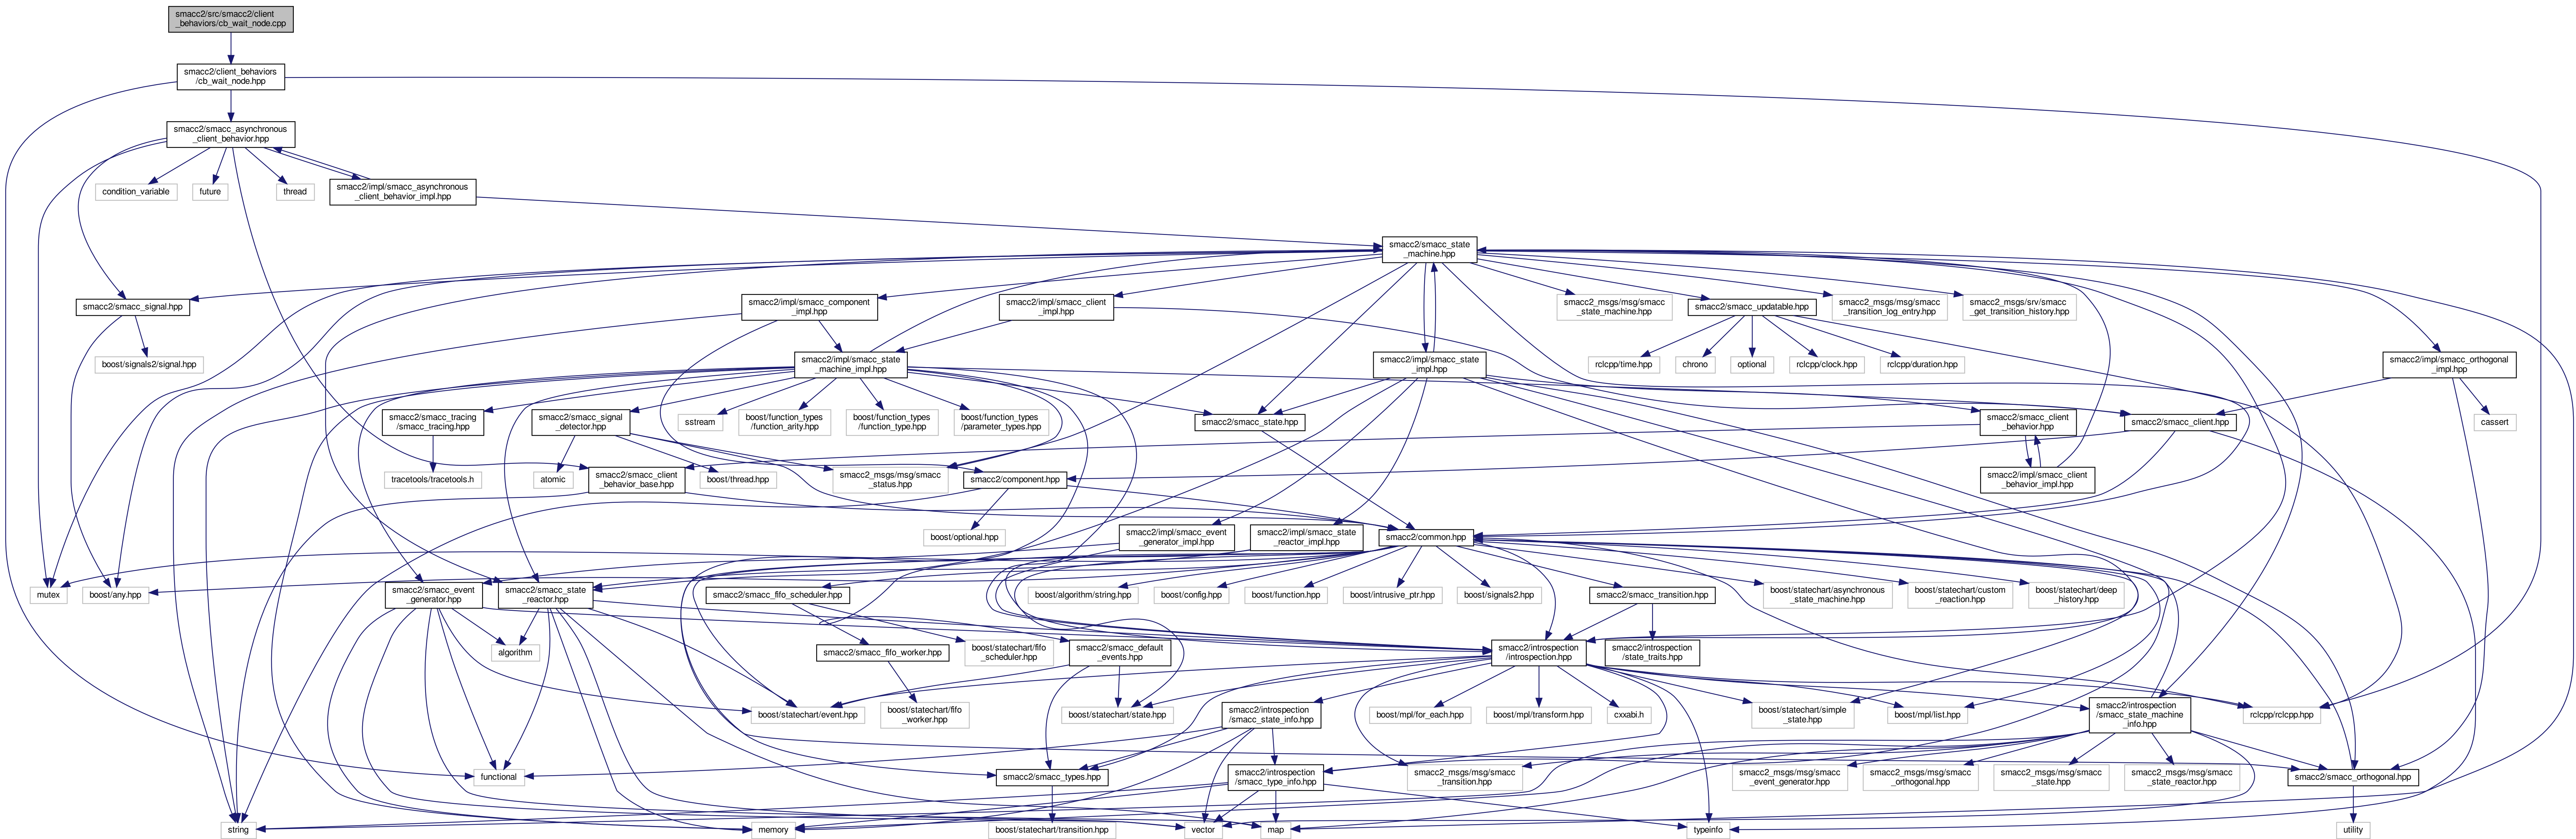 smacc2/src/smacc2/client
_behaviors/cb_wait_node.cpp
smacc2/client_behaviors
/cb_wait_node.hpp
smacc2/smacc_asynchronous
_client_behavior.hpp
condition_variable
future
thread
smacc2/impl/smacc_asynchronous
_client_behavior_impl.hpp
smacc2/smacc_state
_machine.hpp
smacc2/smacc_signal.hpp
smacc2/impl/smacc_component
_impl.hpp
smacc2/impl/smacc_client
_impl.hpp
smacc2_msgs/msg/smacc
_state_machine.hpp
smacc2/smacc_updatable.hpp
smacc2_msgs/msg/smacc
_transition_log_entry.hpp
smacc2_msgs/srv/smacc
_get_transition_history.hpp
boost/signals2/signal.hpp
smacc2/impl/smacc_state
_machine_impl.hpp
smacc2/impl/smacc_state
_impl.hpp
rclcpp/time.hpp
chrono
optional
rclcpp/clock.hpp
rclcpp/duration.hpp
smacc2/impl/smacc_orthogonal
_impl.hpp
smacc2/smacc_tracing
/smacc_tracing.hpp
smacc2/smacc_signal
_detector.hpp
sstream
boost/function_types
/function_arity.hpp
boost/function_types
/function_type.hpp
boost/function_types
/parameter_types.hpp
smacc2/smacc_state.hpp
smacc2/smacc_client
_behavior.hpp
smacc2/smacc_client.hpp
cassert
tracetools/tracetools.h
atomic
smacc2/smacc_client
_behavior_base.hpp
boost/thread.hpp
smacc2_msgs/msg/smacc
_status.hpp
smacc2/component.hpp
smacc2/impl/smacc_client
_behavior_impl.hpp
boost/optional.hpp
smacc2/impl/smacc_event
_generator_impl.hpp
smacc2/impl/smacc_state
_reactor_impl.hpp
smacc2/common.hpp
mutex
boost/any.hpp
smacc2/smacc_event
_generator.hpp
smacc2/smacc_state
_reactor.hpp
smacc2/smacc_fifo_scheduler.hpp
boost/algorithm/string.hpp
boost/config.hpp
boost/function.hpp
boost/intrusive_ptr.hpp
boost/signals2.hpp
smacc2/smacc_transition.hpp
boost/statechart/asynchronous
_state_machine.hpp
boost/statechart/custom
_reaction.hpp
boost/statechart/deep
_history.hpp
algorithm
smacc2/smacc_fifo_worker.hpp
boost/statechart/fifo
_scheduler.hpp
smacc2/smacc_default
_events.hpp
smacc2/introspection
/introspection.hpp
smacc2/introspection
/state_traits.hpp
boost/statechart/event.hpp
boost/statechart/fifo
_worker.hpp
boost/statechart/state.hpp
smacc2/introspection
/smacc_state_info.hpp
boost/mpl/for_each.hpp
boost/mpl/transform.hpp
cxxabi.h
boost/statechart/simple
_state.hpp
boost/mpl/list.hpp
smacc2/introspection
/smacc_state_machine
_info.hpp
rclcpp/rclcpp.hpp
functional
smacc2/smacc_types.hpp
smacc2/introspection
/smacc_type_info.hpp
smacc2_msgs/msg/smacc
_transition.hpp
smacc2_msgs/msg/smacc
_event_generator.hpp
smacc2_msgs/msg/smacc
_orthogonal.hpp
smacc2_msgs/msg/smacc
_state.hpp
smacc2_msgs/msg/smacc
_state_reactor.hpp
smacc2/smacc_orthogonal.hpp
string
memory
boost/statechart/transition.hpp
vector
map
typeinfo
utility